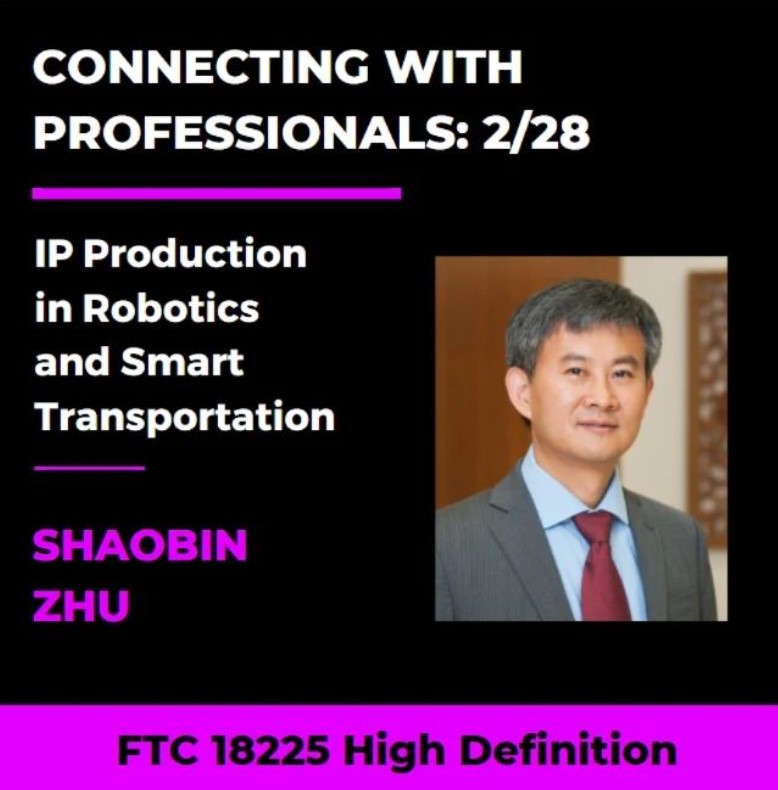 CONNECTING WITH
PROFESSIONALS: 2/28
IP Production
in Robotics
and Smart
Transportation
SHAOBIN
ZHU
FTC 18225 High Definition